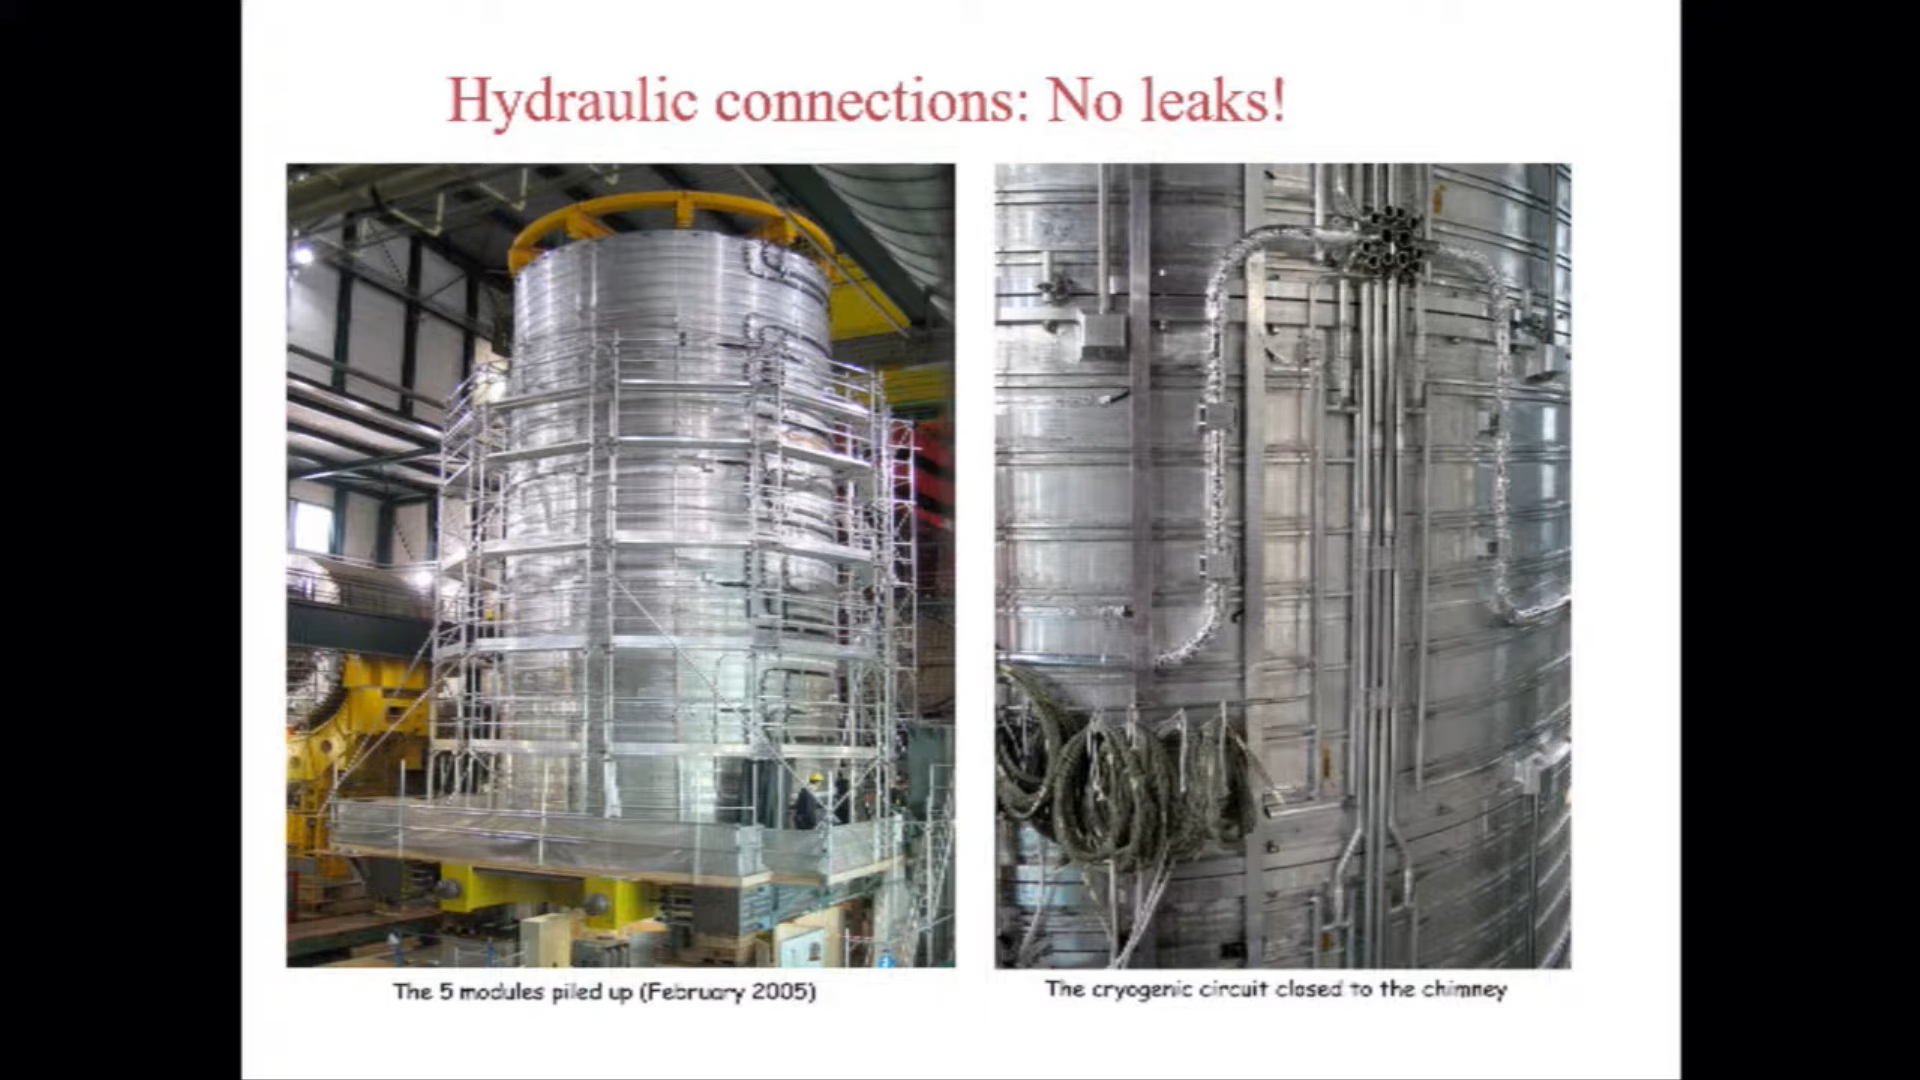 Hydraulic connections: No leaks!
The 5 modules piled up (February 2005)
The cryogenic circuit closed to the chimney